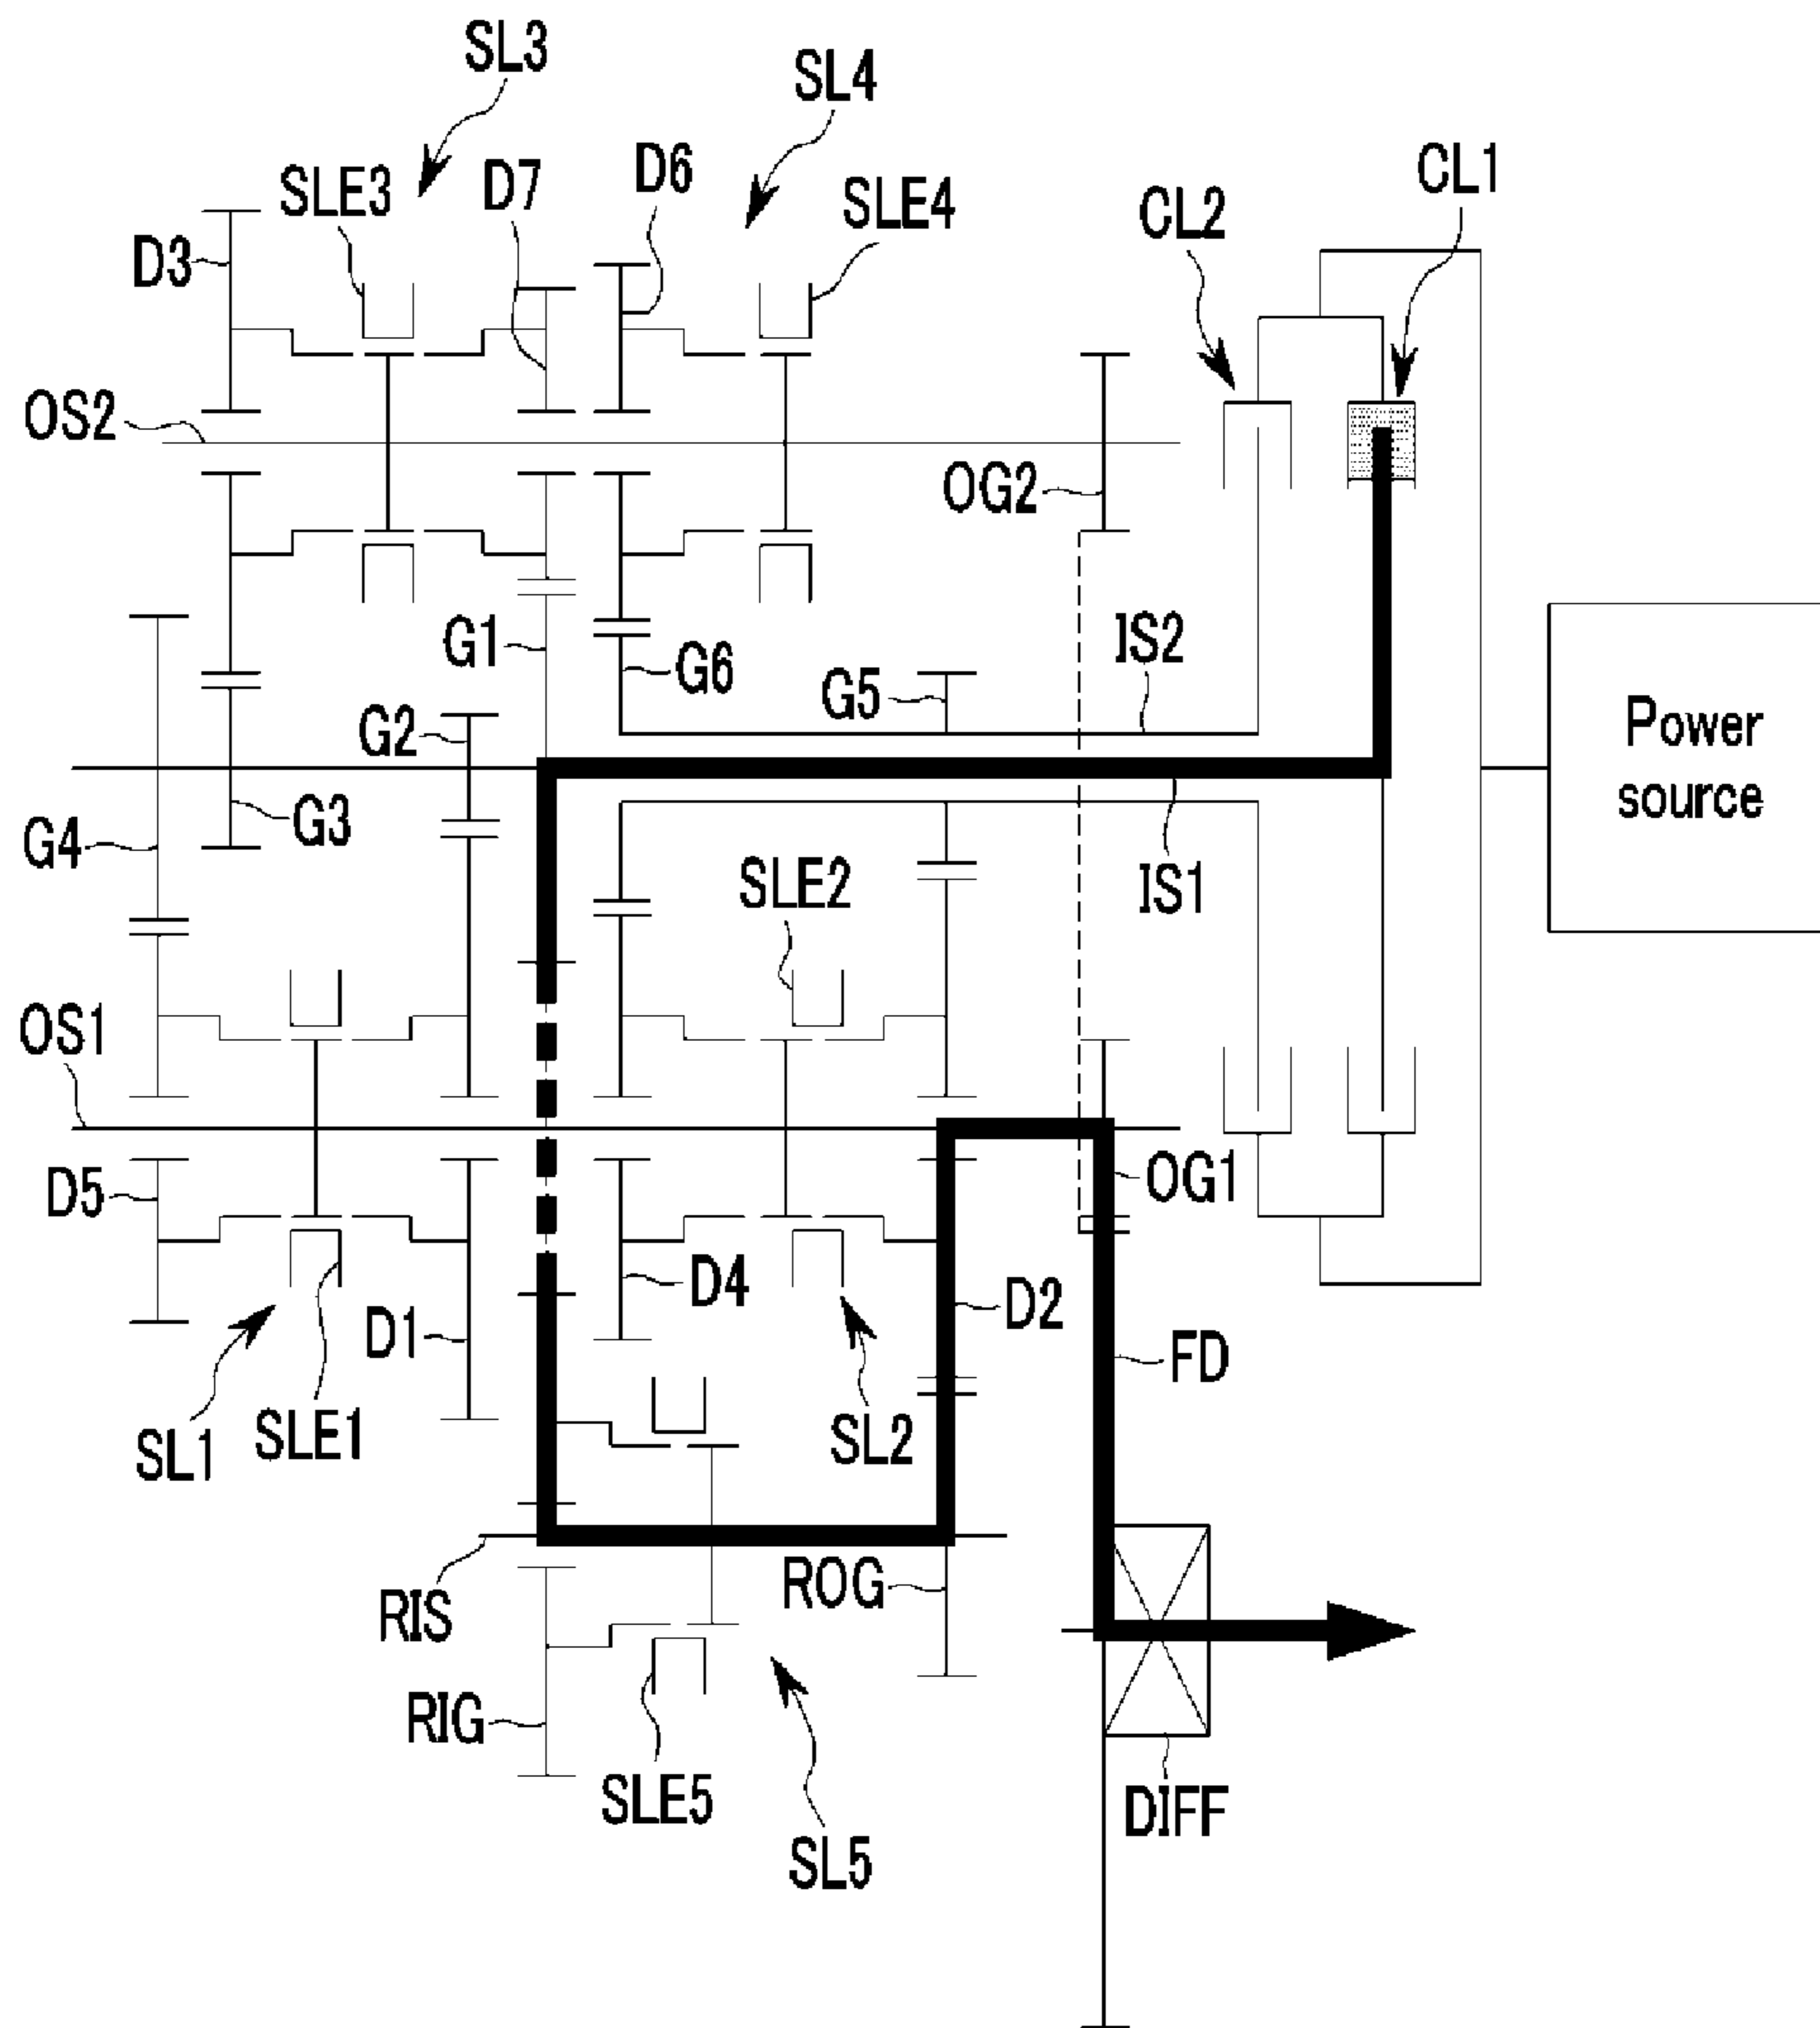 SL3
SL4
CL1
D6
D7
SLE3
SLE4
CL2
D3
OS2
OG2
G1
IS2
G6
G5
G2
Power
source
G3
G4
IS1
SLE2
OS1
OG1
D5
D4
D2
D1
FD
SLE1
SL1
SL2
ROG
RIS
RIG
SLE5
DIFF
SL5